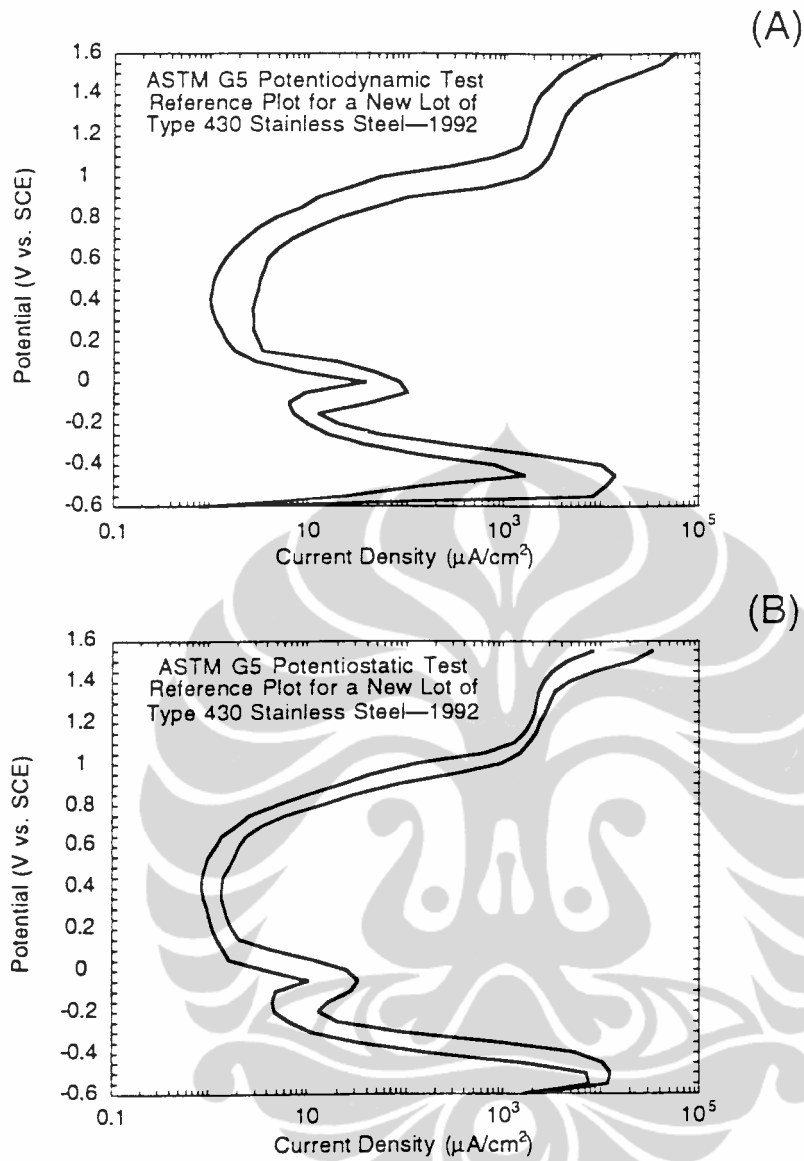 (A)
1.6
1.4
1.2
1
0.8
0.6
0.4
0.2
0
-0.2
-0.4
-0.6
Potential (V vs. SCE)
ASTM G5 Potentiodynamic Test
Reference Plot for a New Lot of
Type 430 Stainless Steel—1992
0.1 10 10³ 10⁵
Current Density (μA/cm²)
(B)
1.6
1.4
1.2
1
0.8
0.6
0.4
0.2
0
-0.2
-0.4
-0.6
Potential (V vs. SCE)
ASTM G5 Potentiostatic Test
Reference Plot for a New Lot of
Type 430 Stainless Steel—1992
0.1 10 10³ 10⁵
Current Density (μA/cm²)